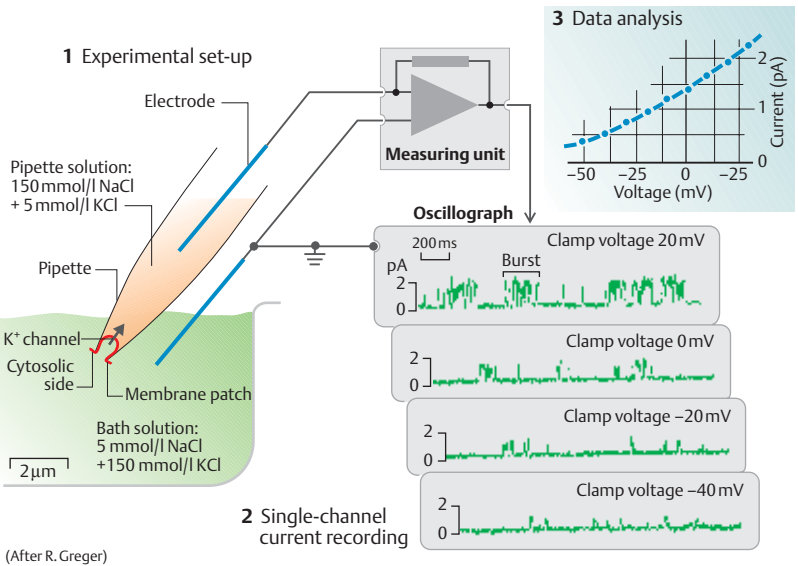 1 Experimental set-up
Electrode
Pipette solution:
150 mmol/l NaCl
+ 5 mmol/l KCl
Pipette
K+ channel
Cytosolic
side
Membrane patch
Bath solution:
5 mmol/l NaCl
+150 mmol/l KCl
2µm
(After R. Greger)
Measuring unit
3 Data analysis
2
1
0
Current (pA)
−50 −25 0 −25
Voltage (mV)
Oscillograph
200 ms
Clamp voltage 20 mV
Burst
pA
2
0
Clamp voltage 0 mV
2
0
Clamp voltage −20 mV
2
0
Clamp voltage −40 mV
2
0
2 Single-channel
current recording